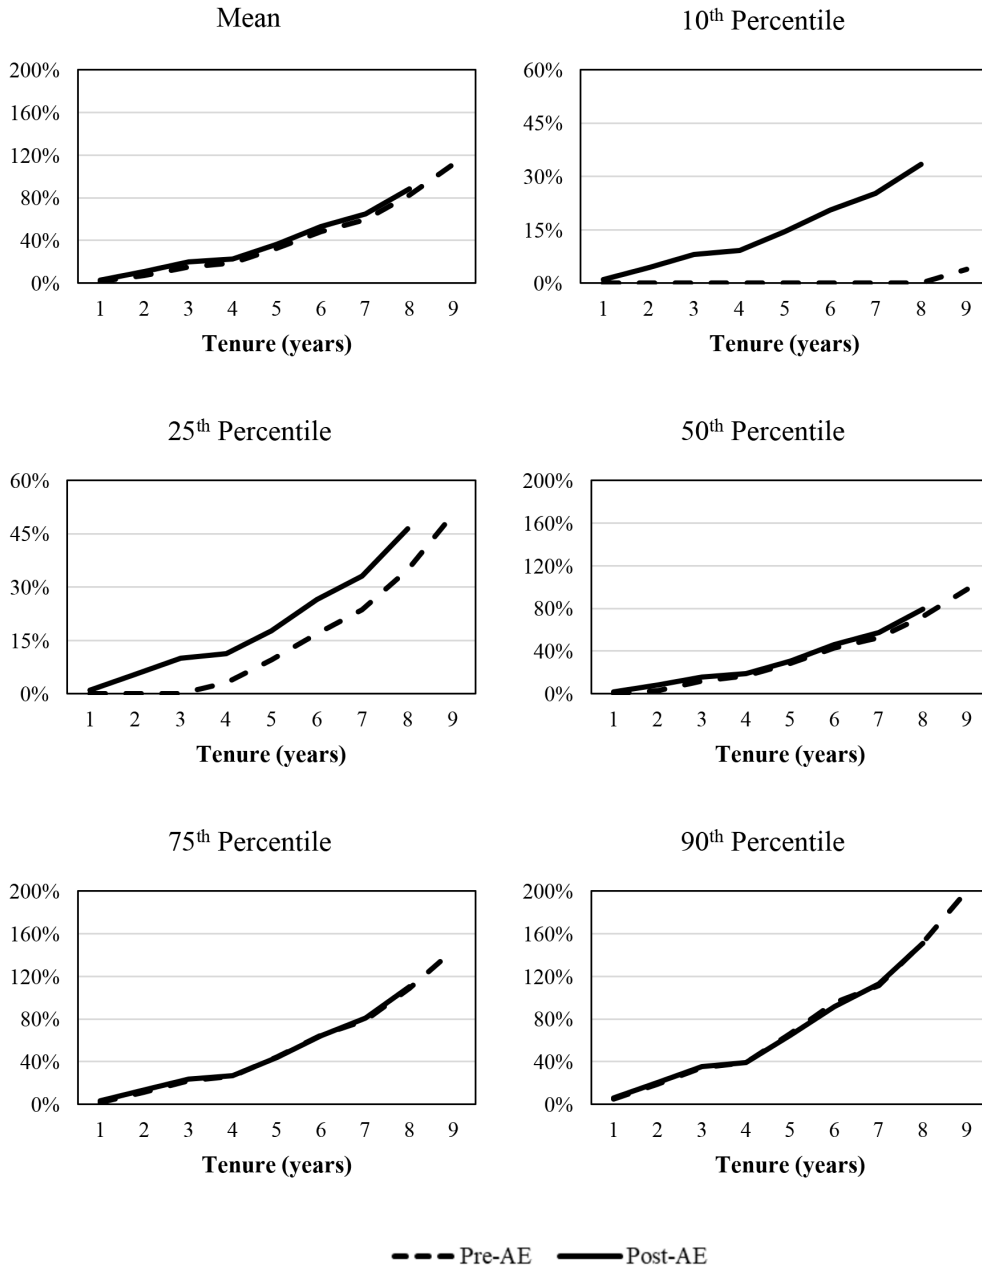 Mean
200%
160%
120%
80%
40%
0%
1 2 3 4 5 6 7 8 9
Tenure (years)
10th Percentile
60%
45%
30%
15%
0%
1 2 3 4 5 6 7 8 9
Tenure (years)
25th Percentile
60%
45%
30%
15%
0%
1 2 3 4 5 6 7 8 9
Tenure (years)
50th Percentile
200%
160%
120%
80%
40%
0%
1 2 3 4 5 6 7 8 9
Tenure (years)
75th Percentile
200%
160%
120%
80%
40%
0%
1 2 3 4 5 6 7 8 9
Tenure (years)
90th Percentile
200%
160%
120%
80%
40%
0%
1 2 3 4 5 6 7 8 9
Tenure (years)
Pre-AE Post-AE